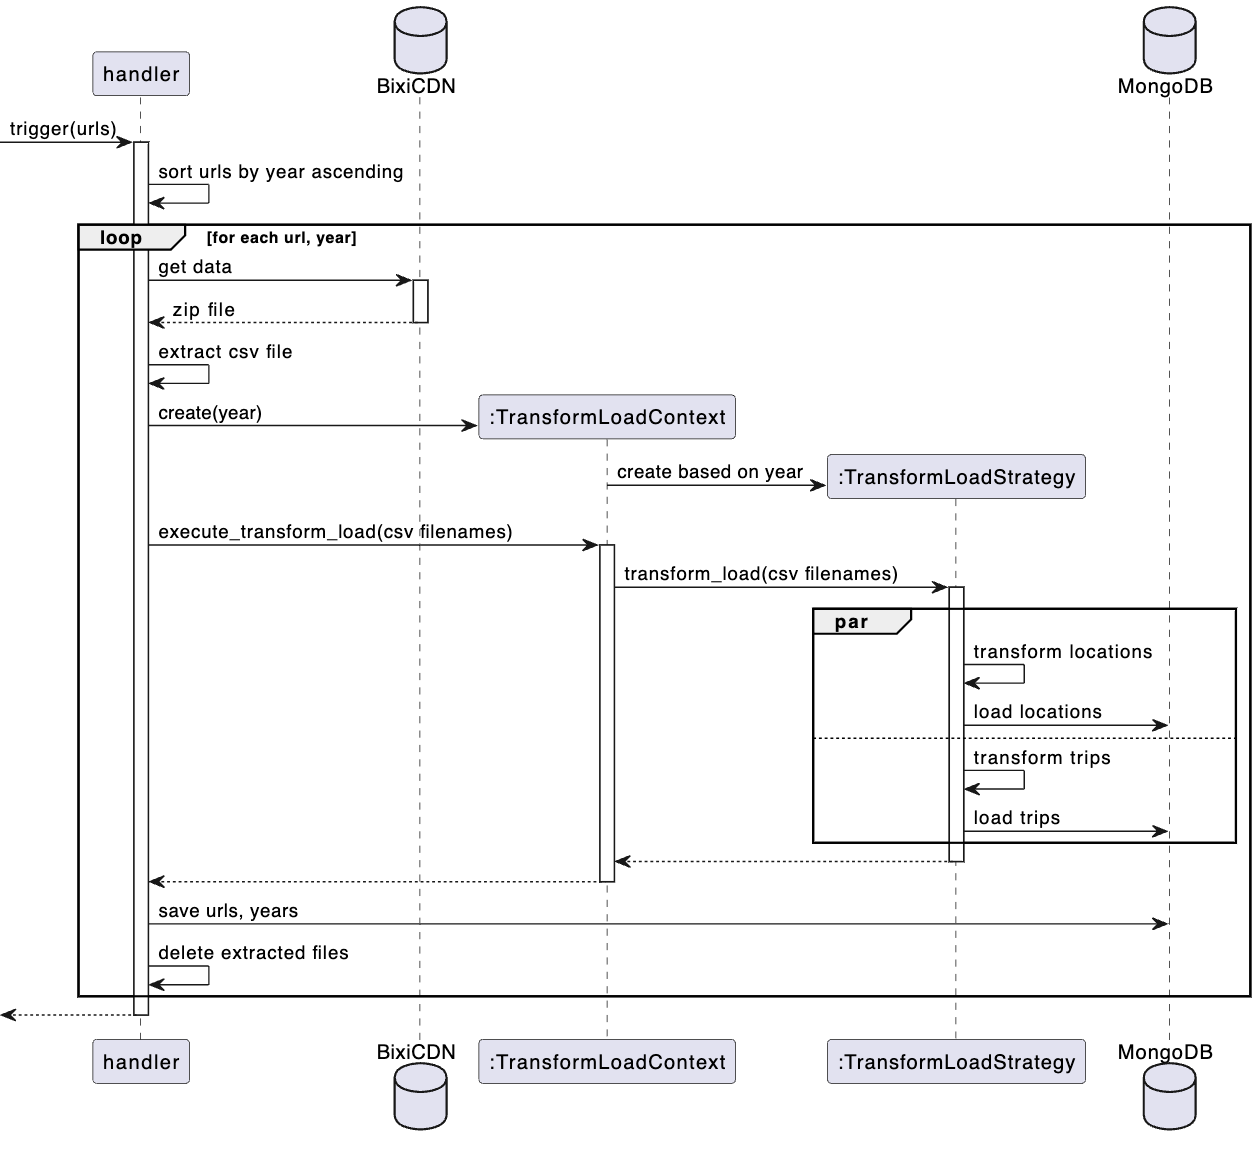 handler
BixiCDN
MongoDB
trigger(urls)
sort urls by year ascending
loop
[for each url, year]
get data
zip file
extract csv file
create(year)
:TransformLoadContext
create based on year
:TransformLoadStrategy
execute_transform_load(csv filenames)
transform_load(csv filenames)
par
transform locations
load locations
transform trips
load trips
save urls, years
delete extracted files
handler
BixiCDN
:TransformLoadContext
:TransformLoadStrategy
MongoDB